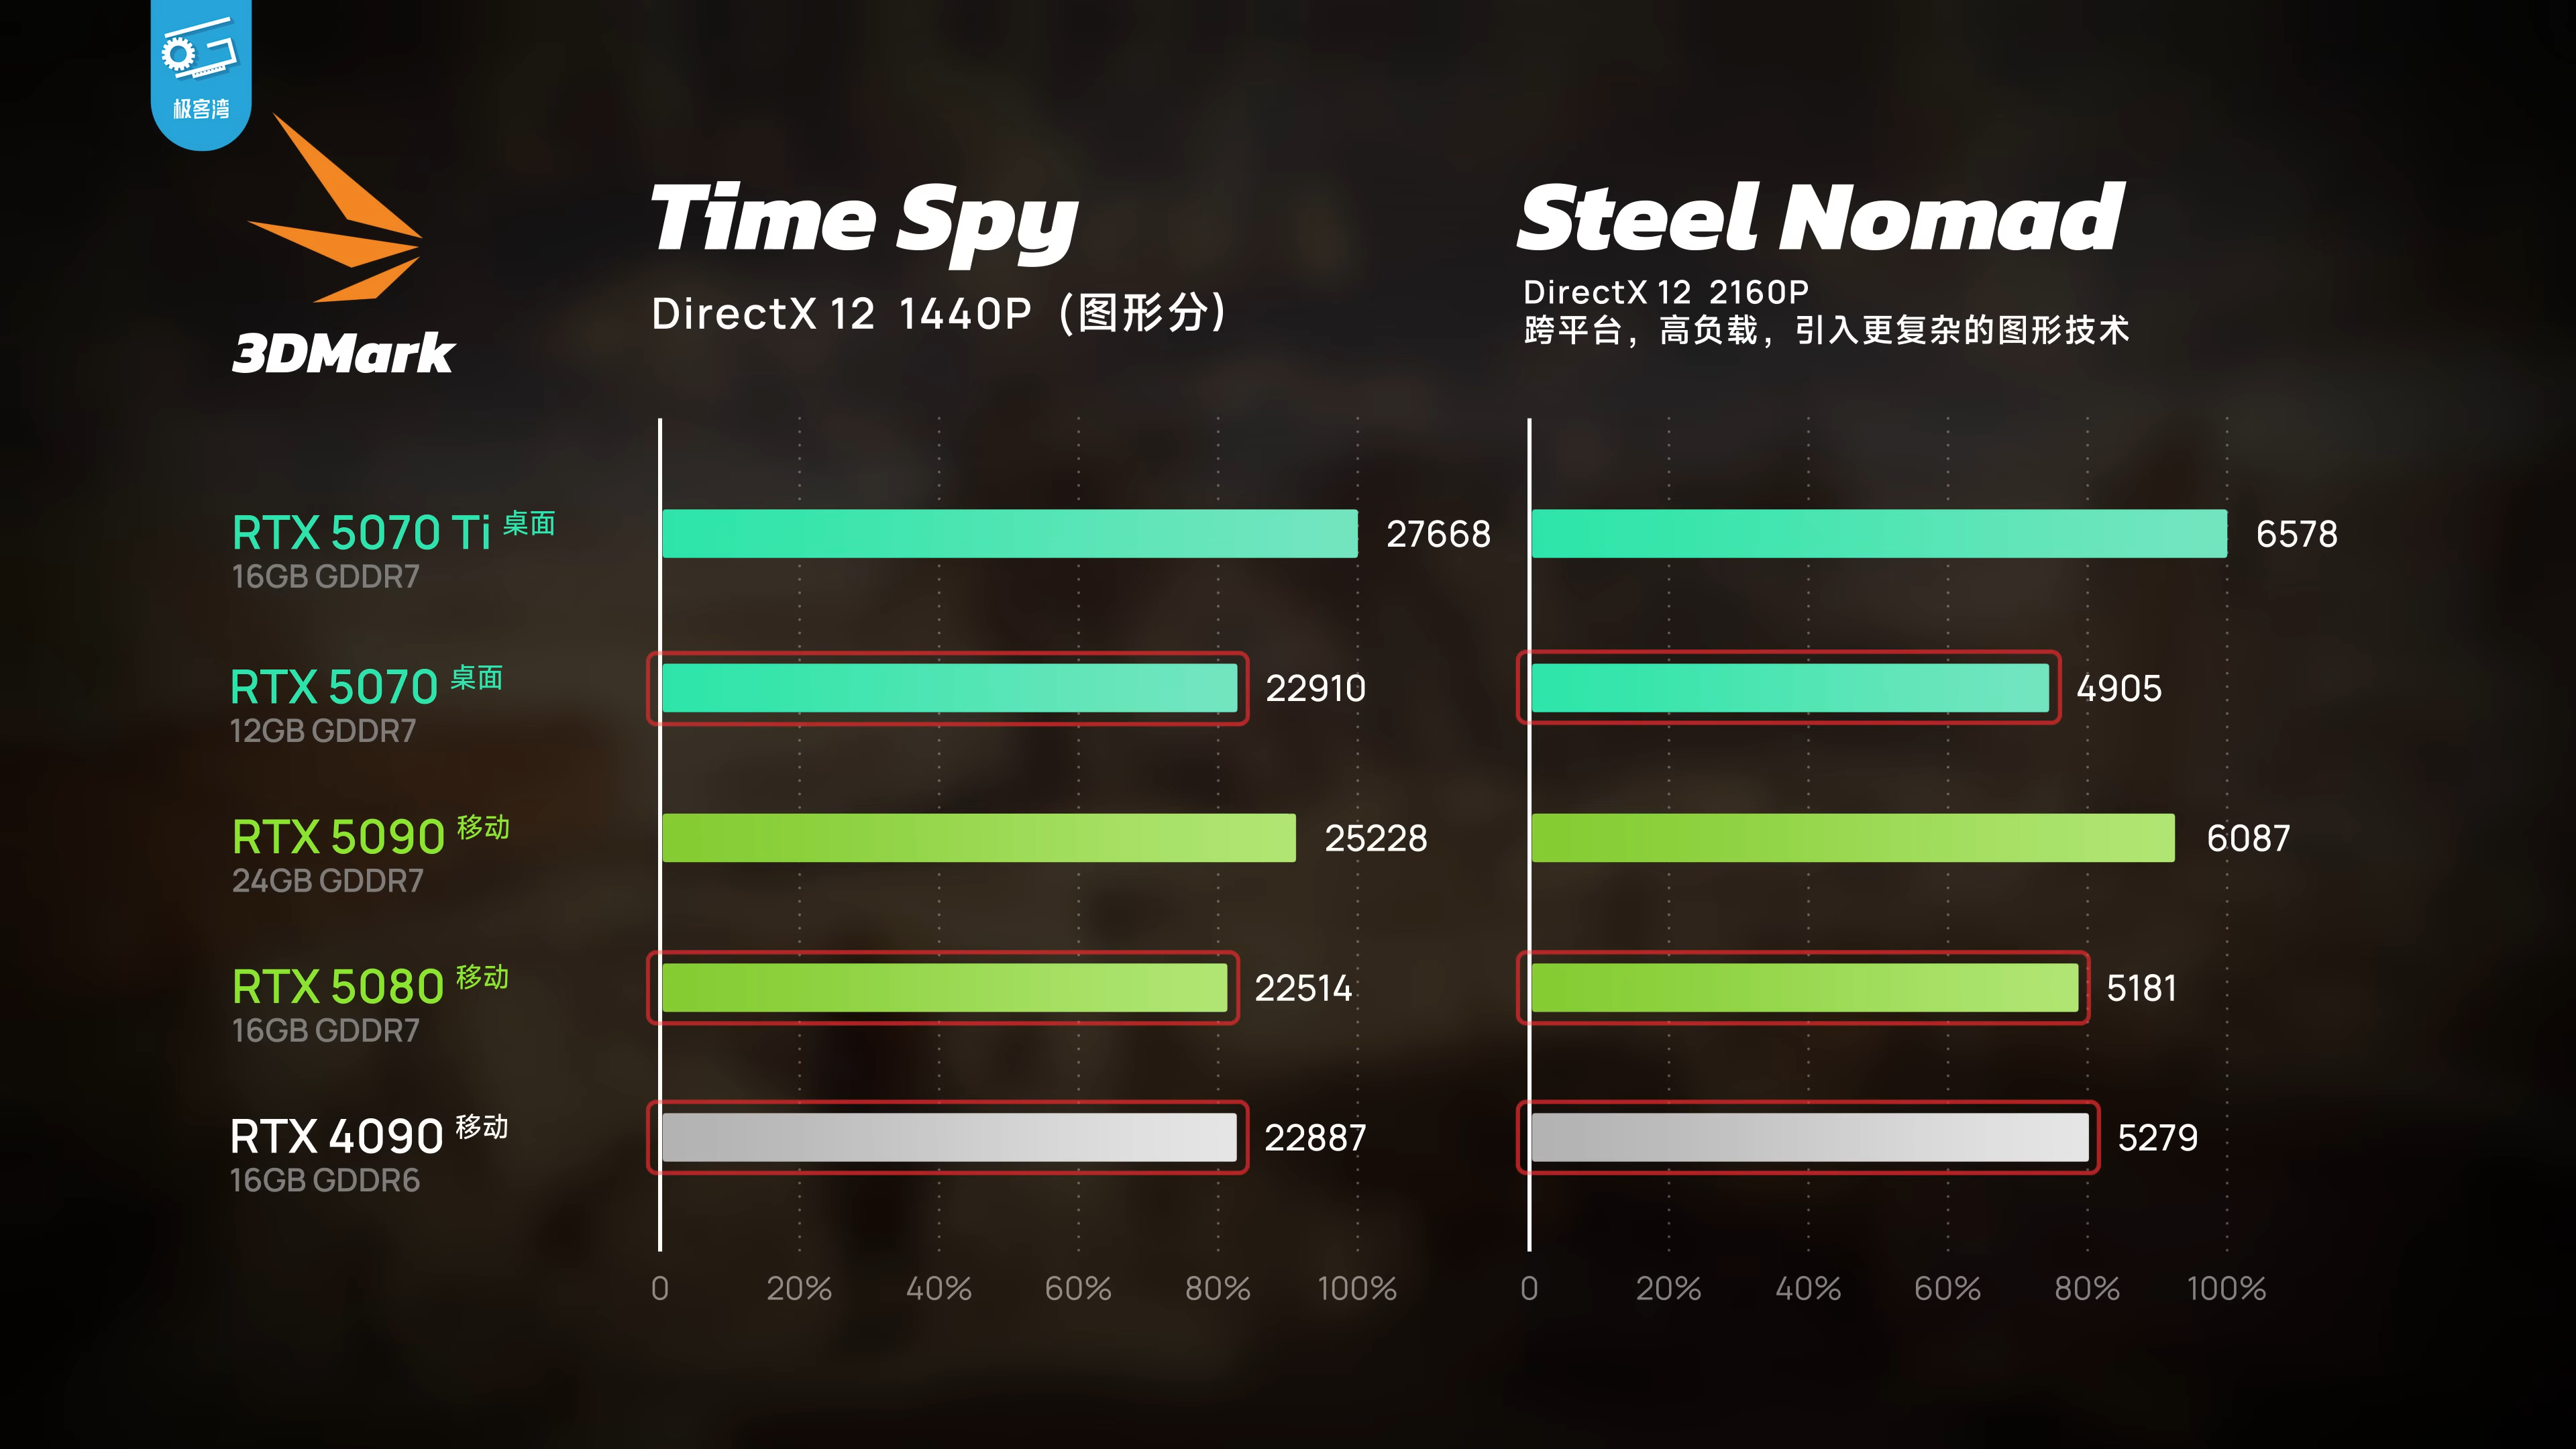 极客湾
3DMark
Time Spy
DirectX 12 1440P (图形分)
Steel Nomad
DirectX 12 2160P
跨平台，高负载，引入更复杂的图形技术
RTX 5070 Ti 桌面
16GB GDDR7
27668
6578
RTX 5070 桌面
12GB GDDR7
22910
4905
RTX 5090 移动
24GB GDDR7
25228
6087
RTX 5080 移动
16GB GDDR7
22514
5181
RTX 4090 移动
16GB GDDR6
22887
5279
0 20% 40% 60% 80% 100%
0 20% 40% 60% 80% 100%